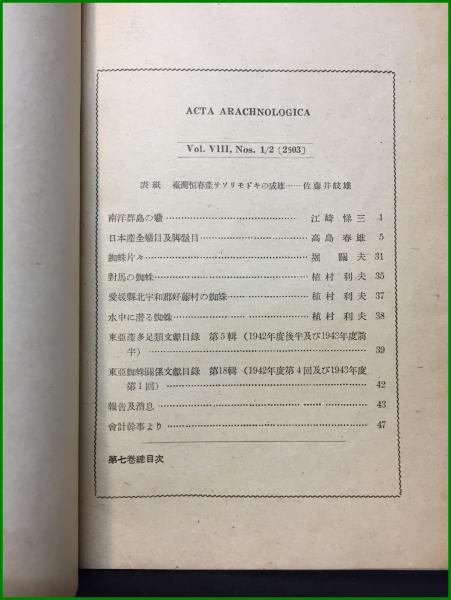 ACTA ARACHNOLOGICA
Vol. VIII, Nos. 1/2 〔2603〕
表紙 臺灣恒春産サソリモドキの成雄……佐藤井岐雄
南洋群島の蠍……江崎悌三 1
日本産全蠍目及脚鬚目……高島春雄 5
蜘蛛片々……堀關夫 31
對馬の蜘蛛……植村利夫 35
愛媛縣北宇和郡好藤村の蜘蛛……植村利夫 37
水中に潜る蜘蛛……植村利夫 38
東亞産多足類文獻目錄 第5輯 (1942年度後半及び1943年度前
半)……39
東亞蜘蛛關係文獻目錄 第18輯 (1942年度第4回及び1943年度
第1回)……42
報告及消息……43
會計幹事より……47
第七卷總目次